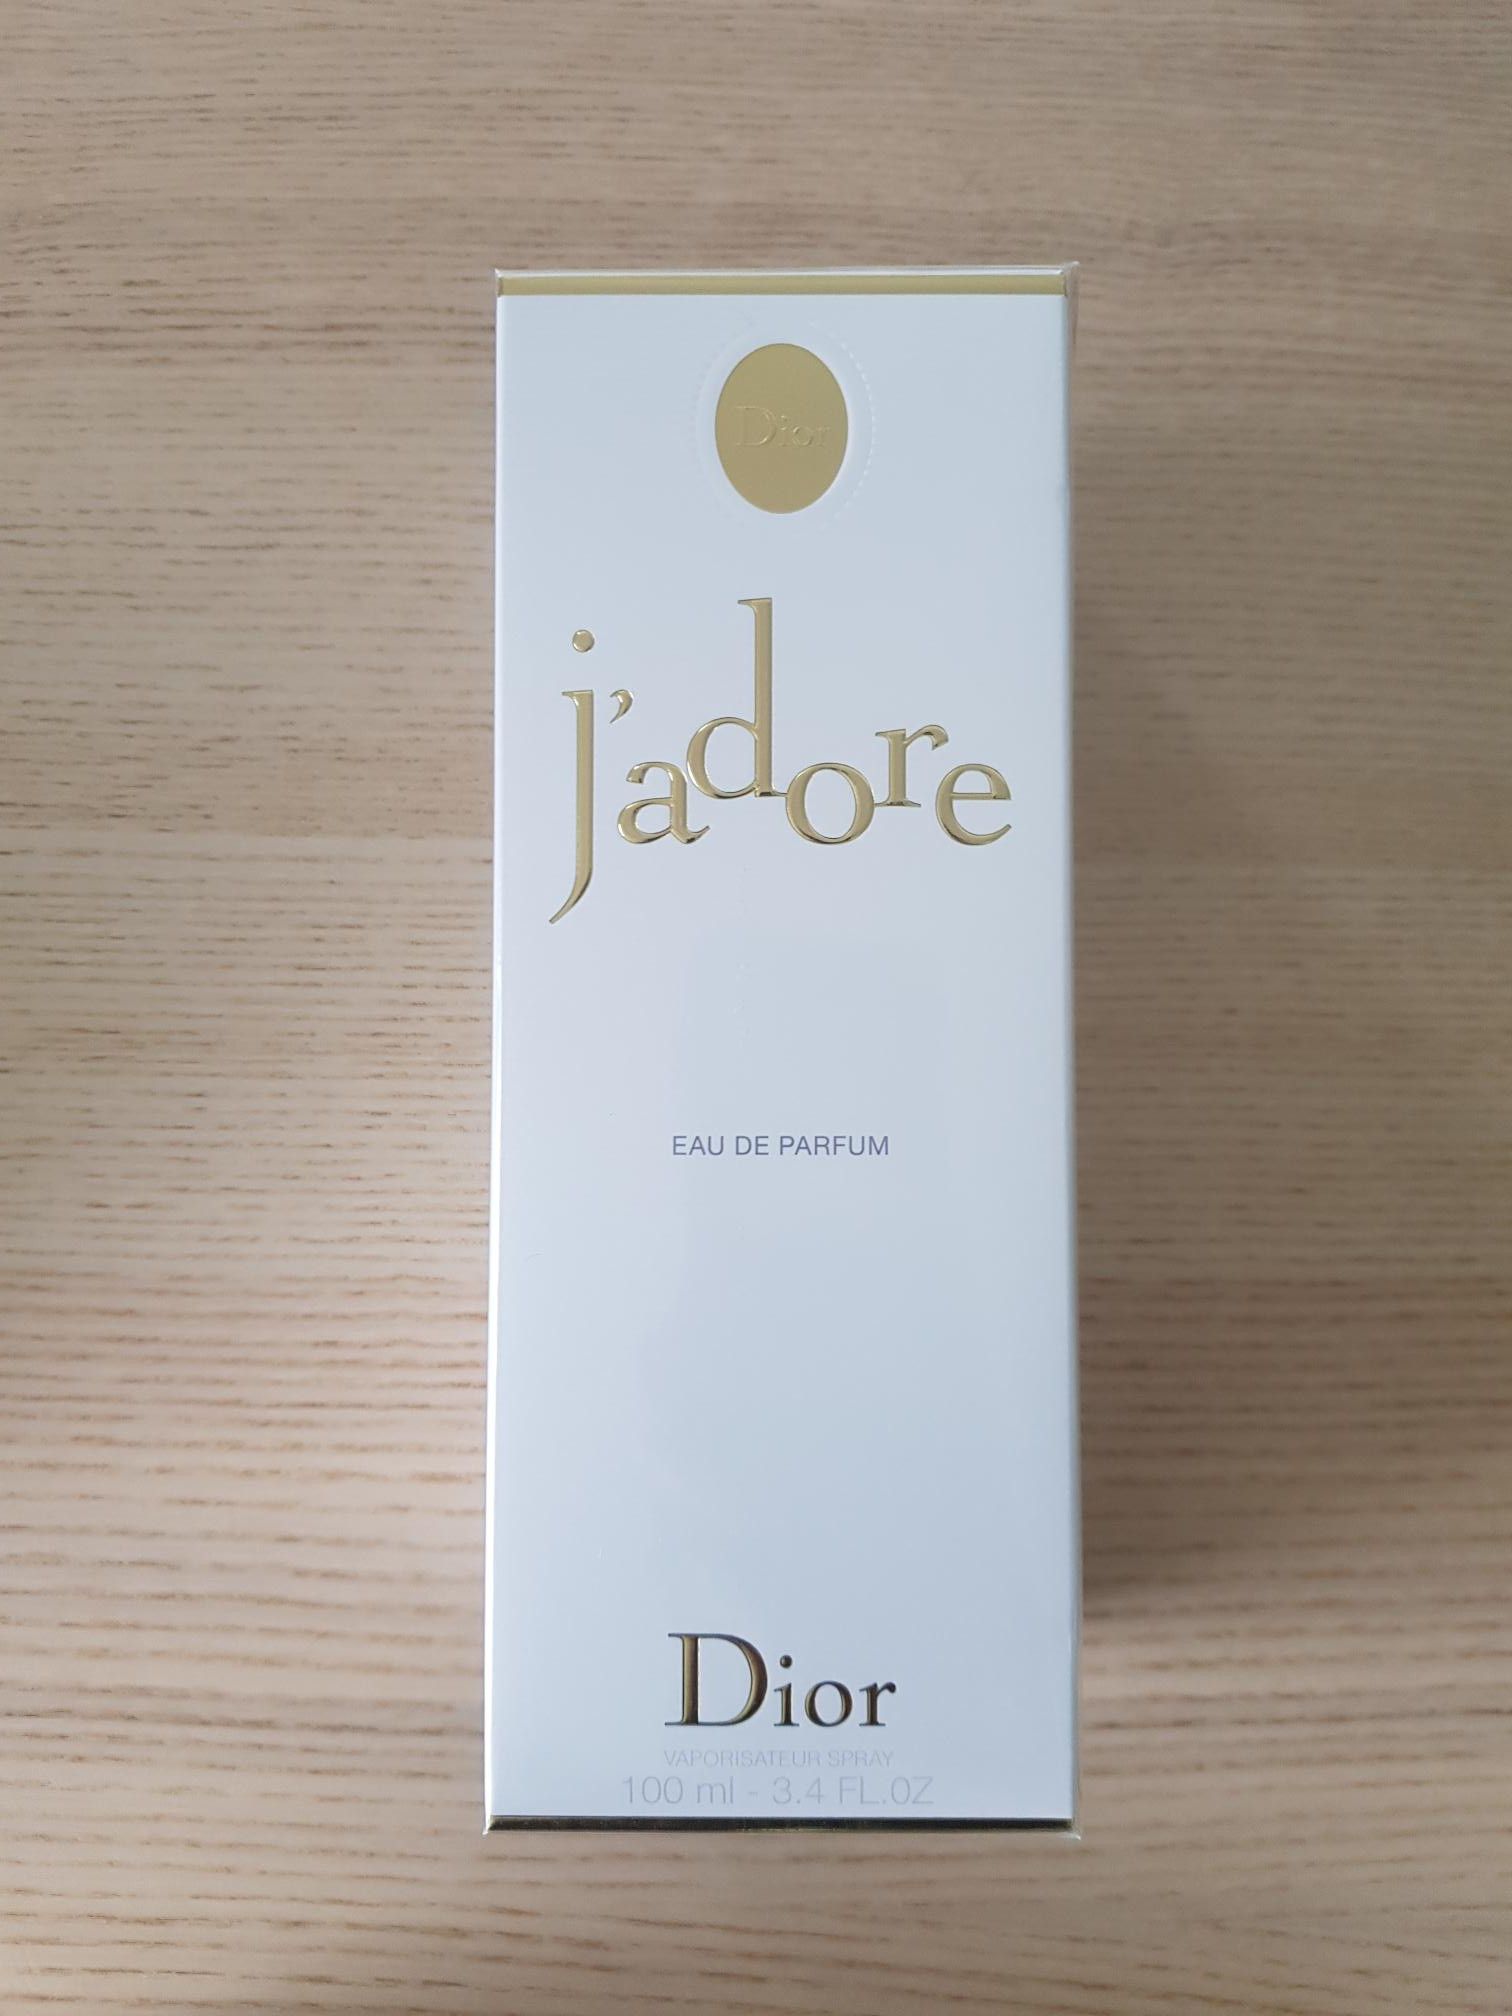 Dior
j'adore
EAU DE PARFUM
Dior
VAPORISATEUR SPRAY
100 ml - 3.4 FL.OZ